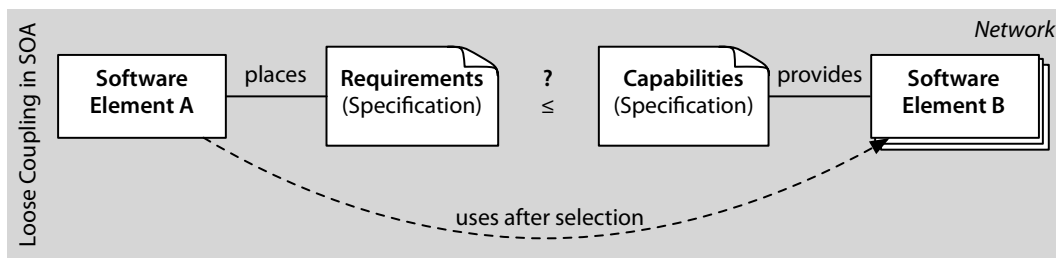 Loose Coupling in SOA
Network
Software
Element A
places
Requirements
(Specification)
?
≤
Capabilities
(Specification)
provides
Software
Element B
uses after selection